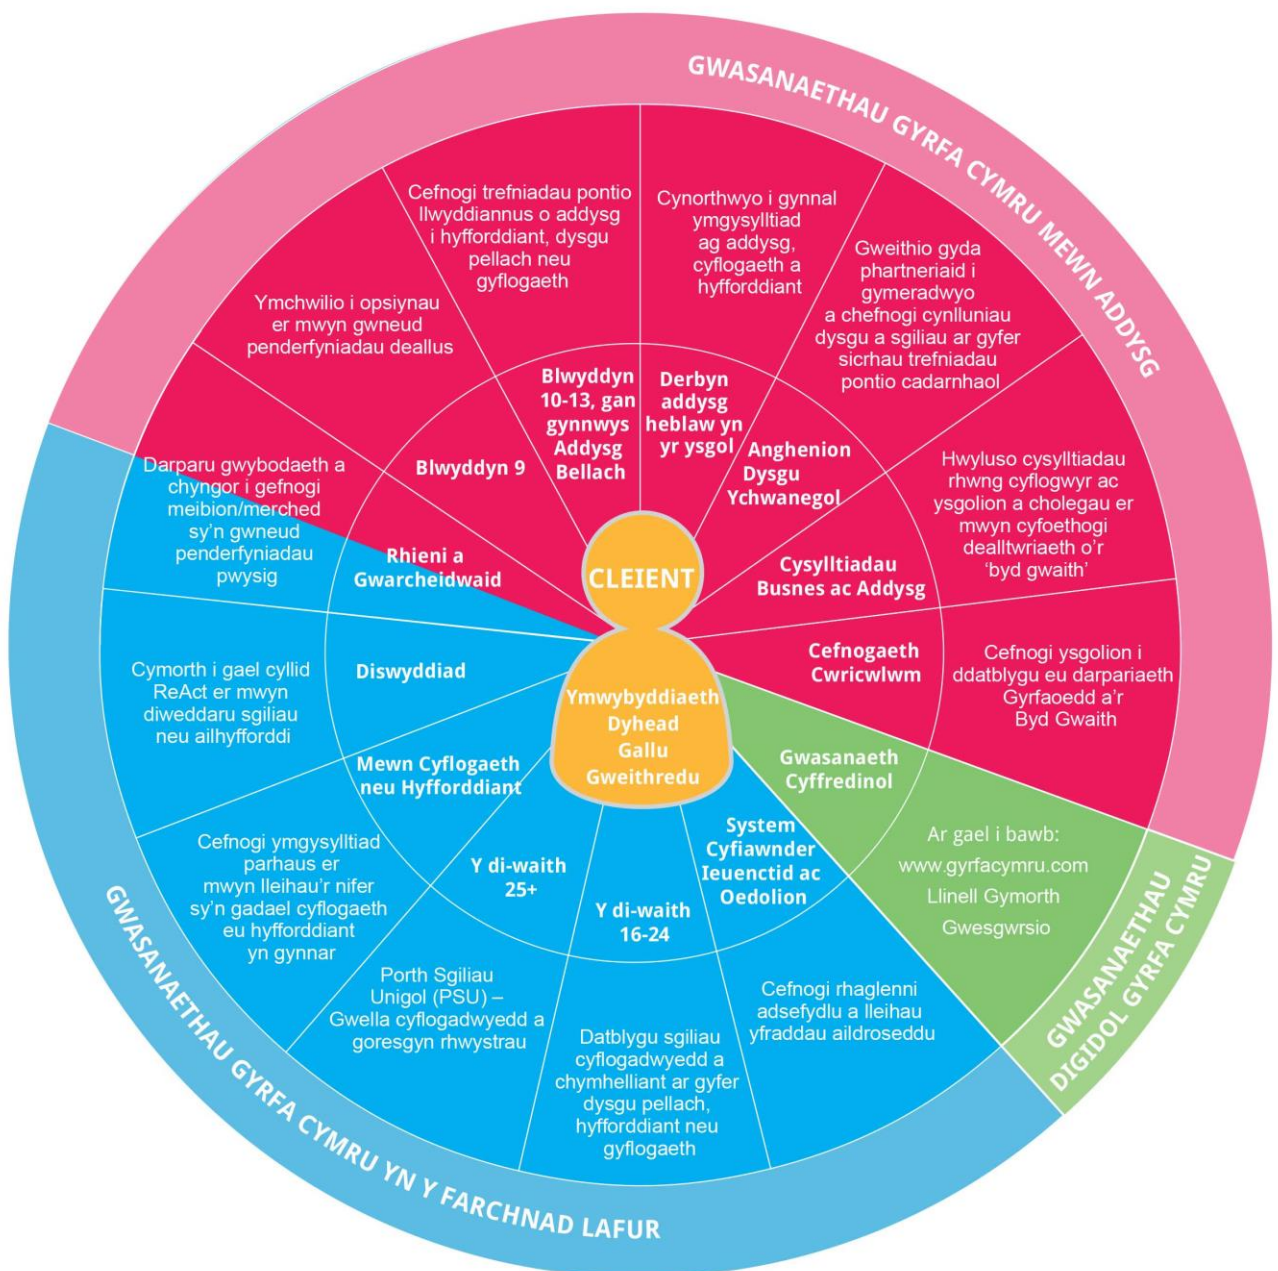 GWASANAETHAU GYRFA CYMRU MEWN ADDYSG
Cefnogi trefniadau pontio
llwyddiannus o addysg
i hyfforddiant, dysgu
pellach neu
gyflogaeth
Cynorthwyo i gynnal
ymgysylltiad
ag addysg,
cyflogaeth a
hyfforddiant
Gweithio gyda
phartneriaid i
gymeradwyo
a chefnogi cynlluniau
dysgu a sgiliau ar gyfer
sicrhau trefniadau
pontio cadarnhaol
Ymchwilio i opsiynau
er mwyn gwneud
penderfyniadau deallus
Blwyddyn
10-13, gan
gynnwys
Addysg
Bellach
Derbyn
addysg
heblaw yn
yr ysgol
Anghenion
Dysgu
Ychwanegol
Blwyddyn 9
Hwyluso cysylltiadau
rhwng cyflogwyr ac
ysgolion a cholegau er
mwyn cyfoethogi
dealltwriaeth o'r
'byd gwaith'
Darparu gwybodaeth a
chyngor i gefnogi
meibion/merched
sy'n gwneud
penderfyniadau
pwysig
Rhieni a
Gwarcheidwaid
CLEIENT
Cysylltiadau
Busnes ac Addysg
Cymorth i gael cyllid
ReAct er mwyn
diweddaru sgiliau
neu ailhyfforddi
Diswyddiad
Ymwybyddiaeth
Dyhead
Gallu
Gweithredu
Cefnogaeth
Cwricwlwm
Cefnogi ysgolion i
ddatblygu eu darpariaeth
Gyrfaoedd a'r
Byd Gwaith
Mewn Cyflogaeth
neu Hyfforddiant
Gwasanaeth
Cyffredinol
Cefnogi ymgysylltiad
parhaus er
mwyn lleihau'r nifer
sy'n gadael cyflogaeth
eu hyfforddiant
yn gynnar
Y di-waith
25+
Y di-waith
16-24
System
Cyfiawnder
Ieuenctid ac
Oedolion
Ar gael i bawb:
www.gyrfacymru.com
Llinell Gymorth
Gwesgwrsio
Porth Sgiliau
Unigol (PSU) –
Gwella cyflogadwyedd a
goresgyn rhwystrau
Datblygu sgiliau
cyflogadwyedd a
chymhelliant ar gyfer
dysgu pellach,
hyfforddiant neu
gyflogaeth
Cefnogi rhaglenni
adsefydlu a lleihau
yfraddau aildroseddu
GWASANAETHAU
DIGIDOL GYRFA CYMRU
GWASANAETHAU GYRFA CYMRU YN Y FARCHNAD LAFUR